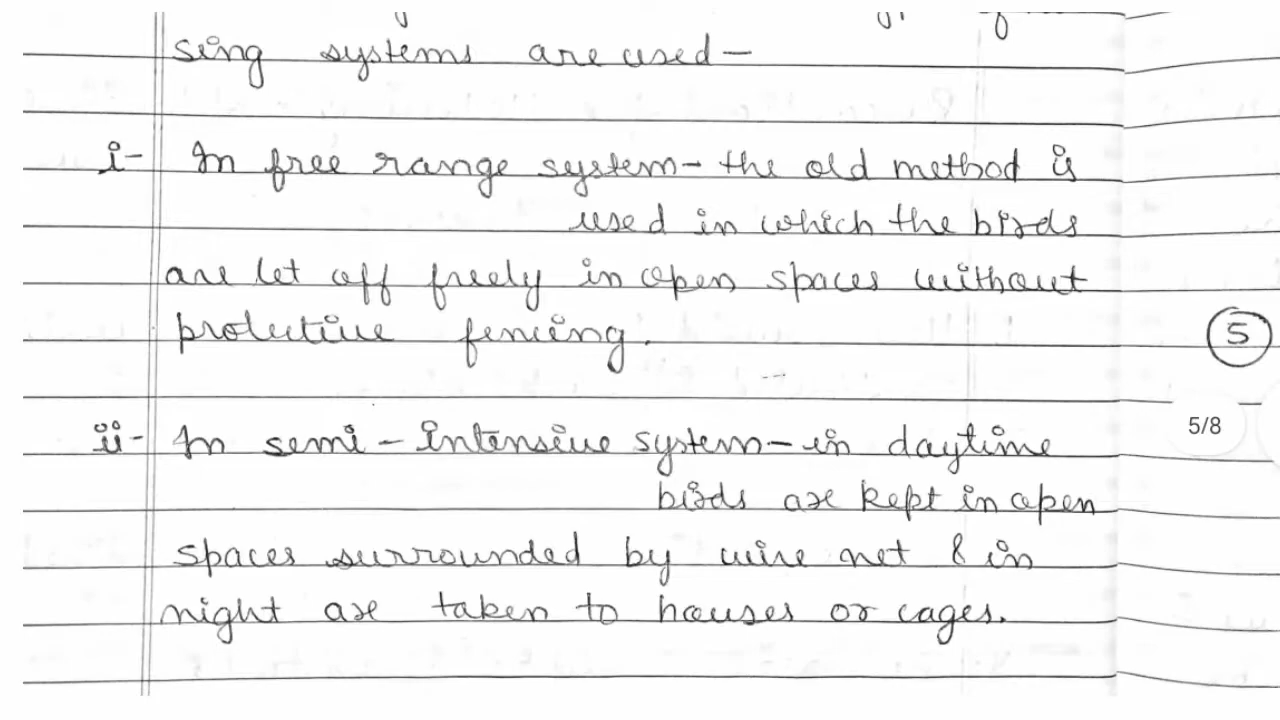 sing systems are used-
i- In free range system- the old method is
used in which the birds
are let off freely in open spaces without
protective fencing.
5
ii- In semi-intensive system- in daytime
5/8
birds are kept in open
spaces surrounded by wire net & in
night are taken to houses or cages.